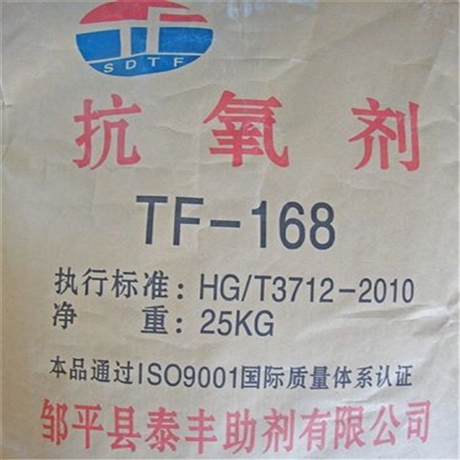 SDTF
抗氧剂
TF-168
执行标准：HG/T3712-2010
净 重：25KG
本品通过ISO9001国际质量体系认证
邹平县泰丰助剂有限公司